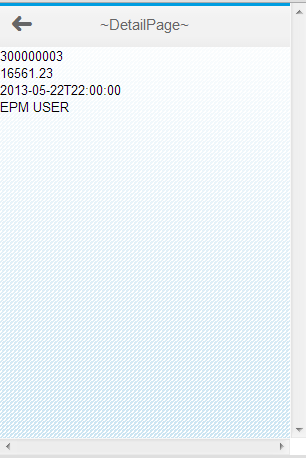 ~DetailPage~
300000003
16561.23
2013-05-22T22:00:00
EPM USER